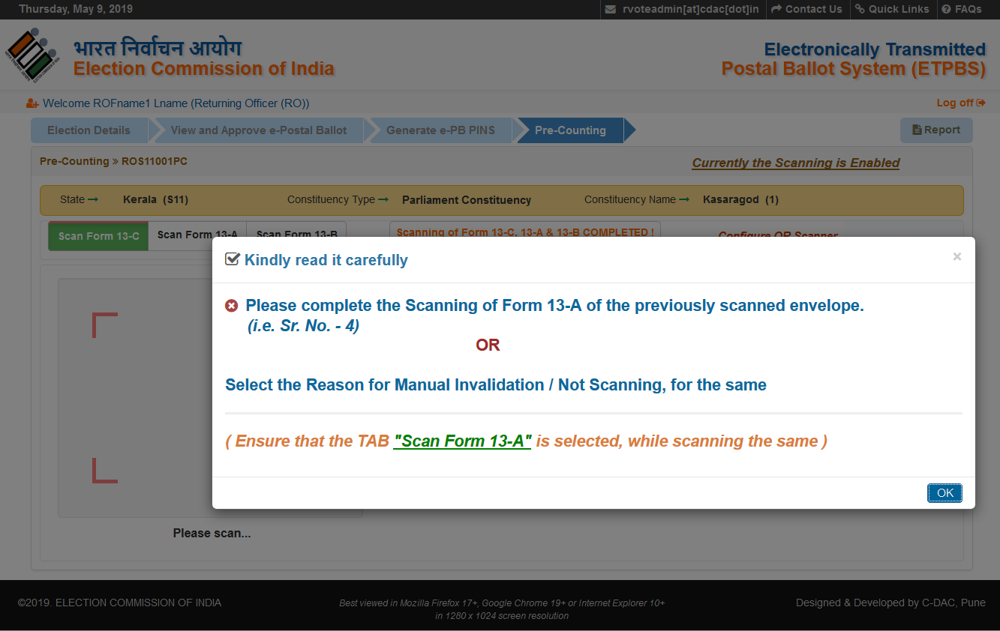 Thursday, May 9, 2019
rvoteadmin[at]cdac[dot]in
Contact Us
Quick Links
FAQs
भारत निर्वाचन आयोग
Election Commission of India
Electronically Transmitted
Postal Ballot System (ETPBS)
Welcome ROFname1 Lname (Returning Officer (RO))
Log off
Election Details
View and Approve e-Postal Ballot
Generate e-PB PINS
Pre-Counting
Report
Pre-Counting » ROS11001PC
Currently the Scanning is Enabled
State → Kerala (S11)
Constituency Type → Parliament Constituency
Constituency Name → Kasaragod (1)
Scan Form 13-C
Scan Form 13-A
Scan Form 13-B
Scanning of Form 13-C, 13-A & 13-B COMPLETED !
Configure QR Scanner
Kindly read it carefully
×
Please complete the Scanning of Form 13-A of the previously scanned envelope.
(i.e. Sr. No. - 4)
OR
Select the Reason for Manual Invalidation / Not Scanning, for the same
( Ensure that the TAB "Scan Form 13-A" is selected, while scanning the same )
OK
Please scan...
©2019. ELECTION COMMISSION OF INDIA
Best viewed in Mozilla Firefox 17+, Google Chrome 19+ or Internet Explorer 10+
in 1280 x 1024 screen resolution
Designed & Developed by C-DAC, Pune